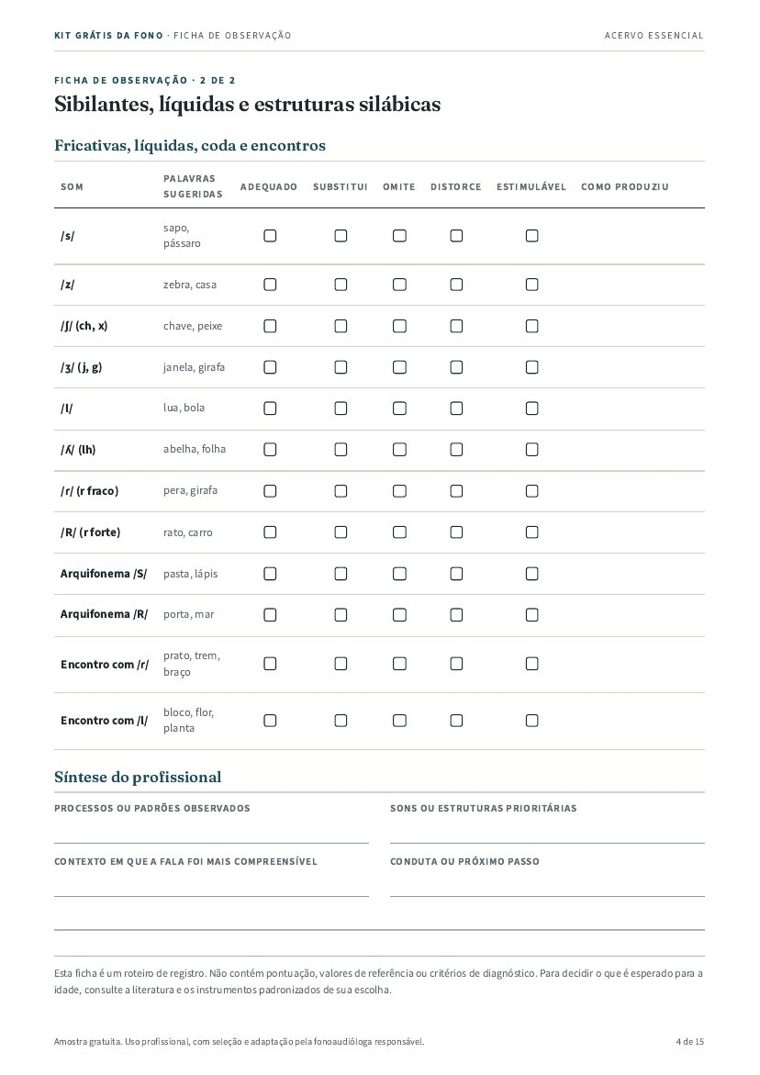 KIT GRÁTIS DA FONO · FICHA DE OBSERVAÇÃO
ACERVO ESSENCIAL
FICHA DE OBSERVAÇÃO · 2 DE 2
Sibilantes, líquidas e estruturas silábicas
Fricativas, líquidas, coda e encontros
SOM PALAVRAS SUGERIDAS ADEQUADO SUBSTITUI OMITE DISTORCE ESTIMULÁVEL COMO PRODUZIU
/s/ sapo, pássaro
/z/ zebra, casa
/ʃ/ (ch, x) chave, peixe
/ʒ/ (j, g) janela, girafa
/l/ lua, bola
/ʎ/ (lh) abelha, folha
/r/ (r fraco) pera, girafa
/R/ (r forte) rato, carro
Arquifonema /S/ pasta, lápis
Arquifonema /R/ porta, mar
Encontro com /r/ prato, trem, braço
Encontro com /l/ bloco, flor, planta
Síntese do profissional
PROCESSOS OU PADRÕES OBSERVADOS
SONS OU ESTRUTURAS PRIORITÁRIAS
CONTEXTO EM QUE A FALA FOI MAIS COMPREENSÍVEL
CONDUTA OU PRÓXIMO PASSO
Esta ficha é um roteiro de registro. Não contém pontuação, valores de referência ou critérios de diagnóstico. Para decidir o que é esperado para a
idade, consulte a literatura e os instrumentos padronizados de sua escolha.
Amostra gratuita. Uso profissional, com seleção e adaptação pela fonoaudióloga responsável.
4 de 15